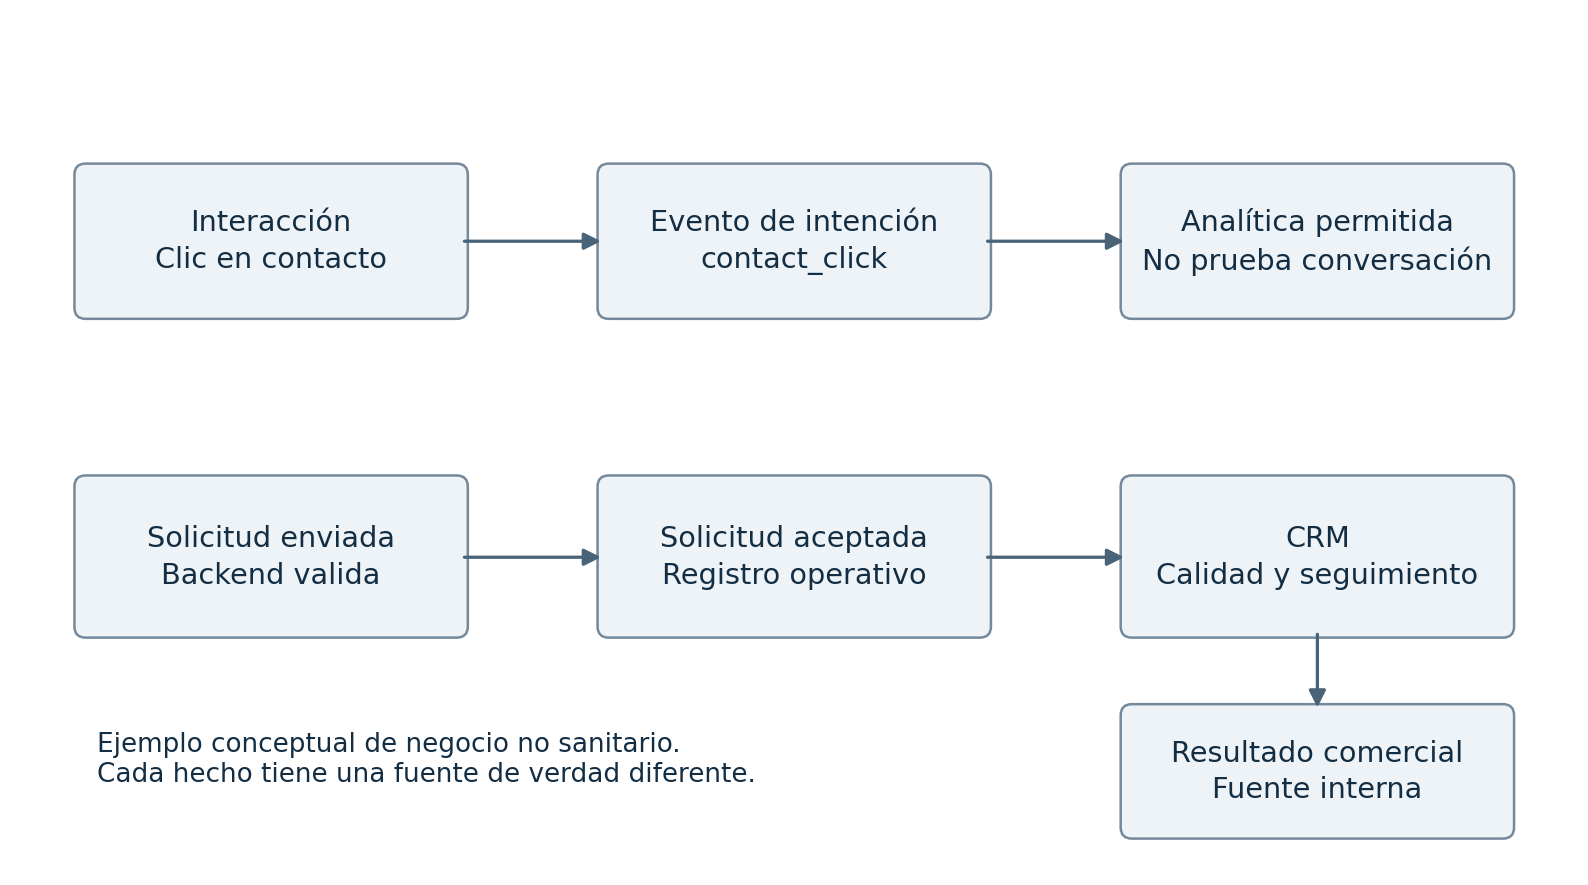 Interacción
Clic en contacto
Evento de intención
contact_click
Analítica permitida
No prueba conversación
Solicitud enviada
Backend valida
Solicitud aceptada
Registro operativo
CRM
Calidad y seguimiento
Ejemplo conceptual de negocio no sanitario.
Cada hecho tiene una fuente de verdad diferente.
Resultado comercial
Fuente interna